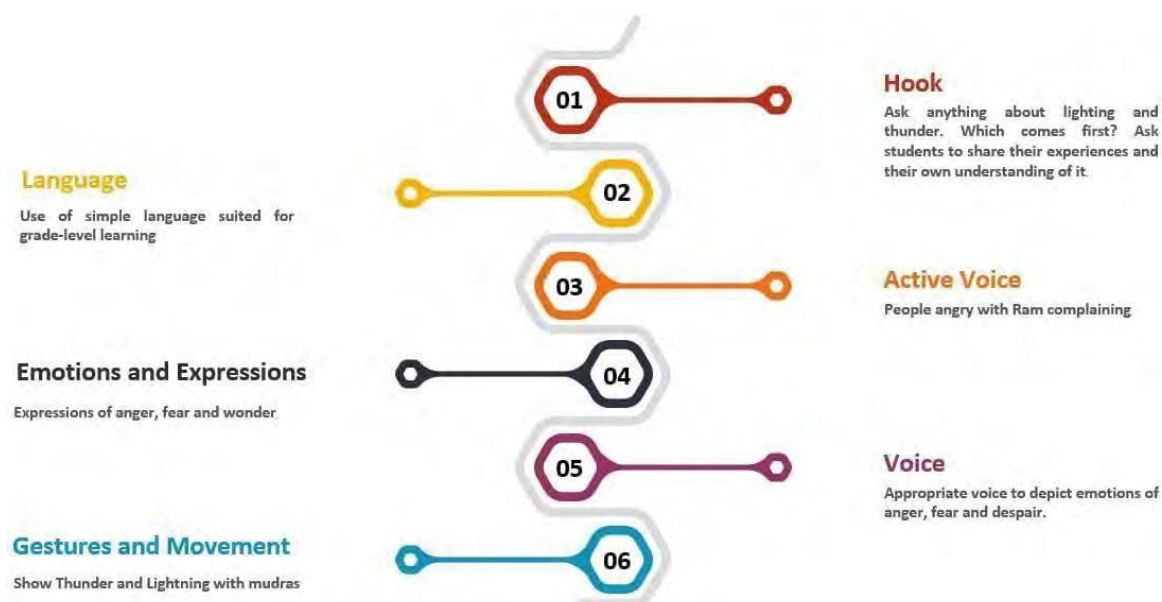 01
Hook
Ask anything about lighting and
thunder. Which comes first? Ask
students to share their experiences and
their own understanding of it
Language
Use of simple language suited for
grade-level learning
02
03
Active Voice
People angry with Ram complaining
Emotions and Expressions
Expressions of anger, fear and wonder
04
05
Voice
Appropriate voice to depict emotions of
anger, fear and despair.
Gestures and Movement
Show Thunder and Lightning with mudras
06